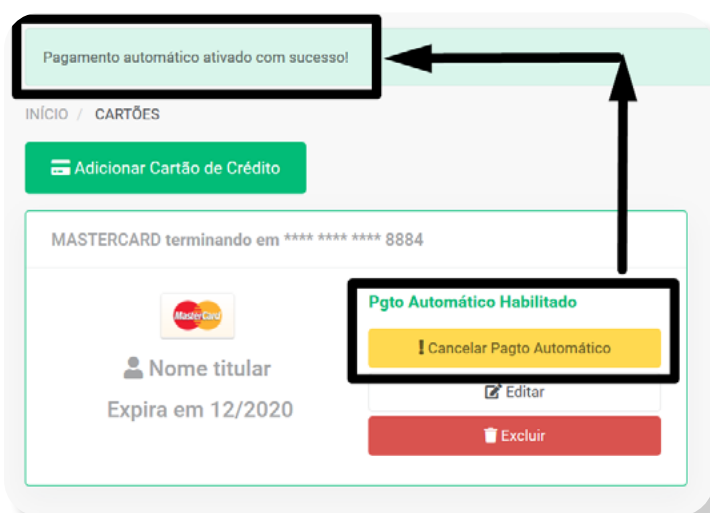 Pagamento automático ativado com sucesso!
INÍCIO / CARTÕES
Adicionar Cartão de Crédito
MASTERCARD terminando em **** **** **** 8884
MasterCard
Nome titular
Expira em 12/2020
Pgto Automático Habilitado
Cancelar Pagto Automático
Editar
Excluir